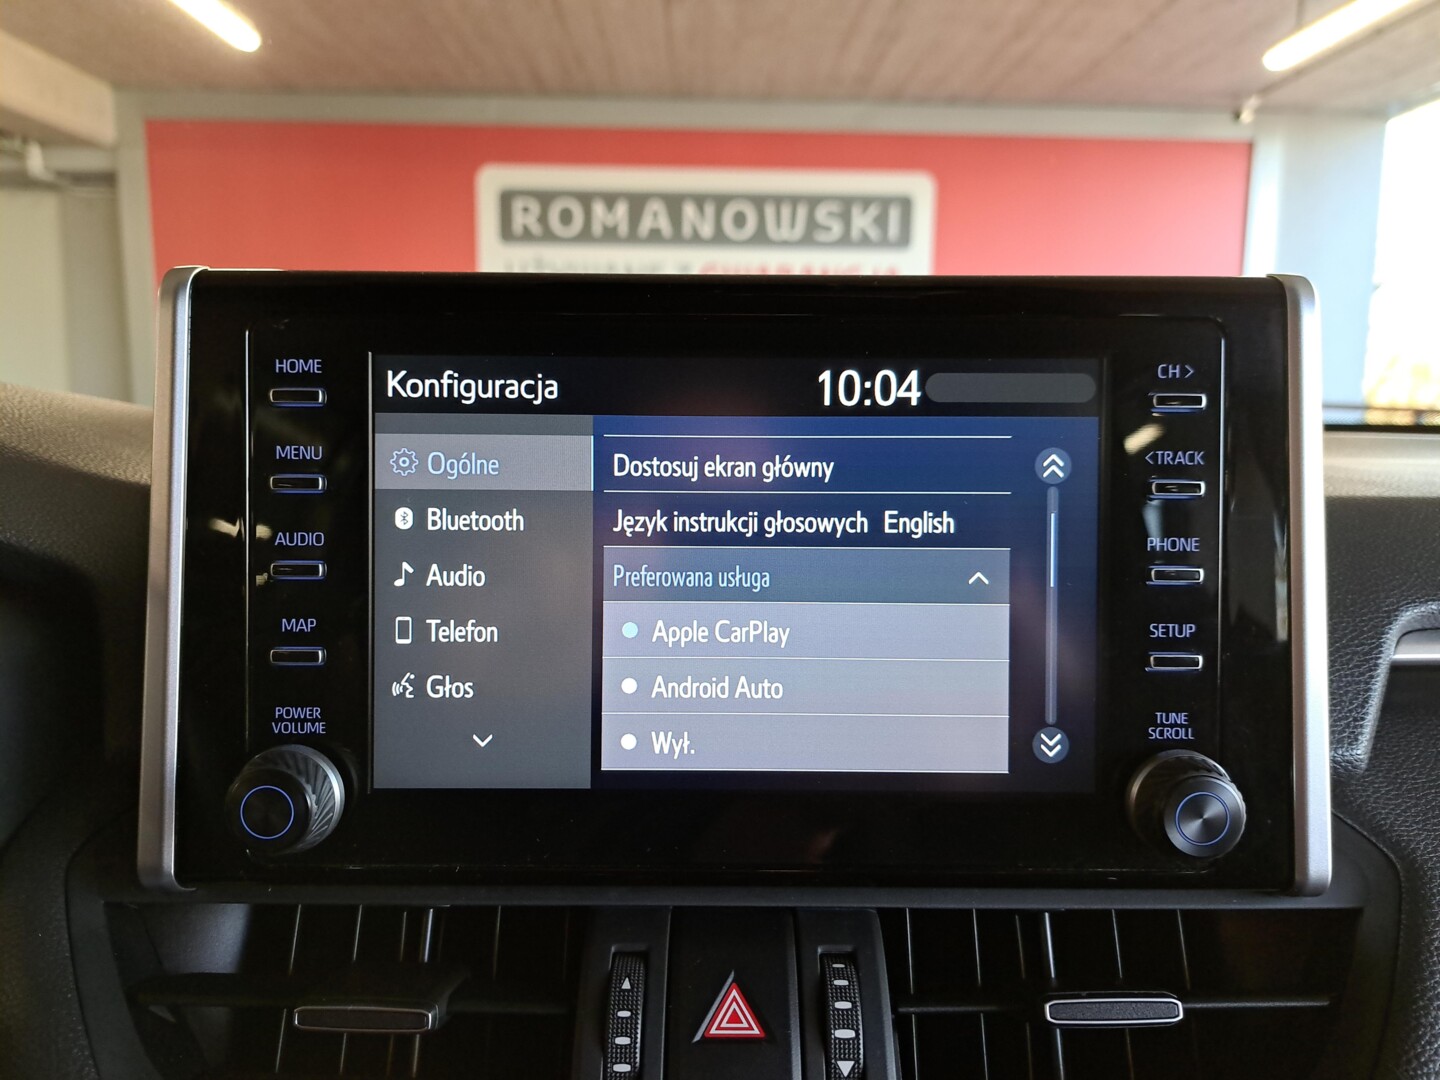 ROMANOWSKI
HOME
MENU
AUDIO
MAP
POWER
VOLUME
Konfiguracja
10:04
Ogólne
Bluetooth
Audio
Telefon
Głos
Dostosuj ekran główny
Język instrukcji głosowych English
Preferowana usługa
Apple CarPlay
Android Auto
Wył.
CH >
<TRACK
PHONE
SETUP
TUNE
SCROLL